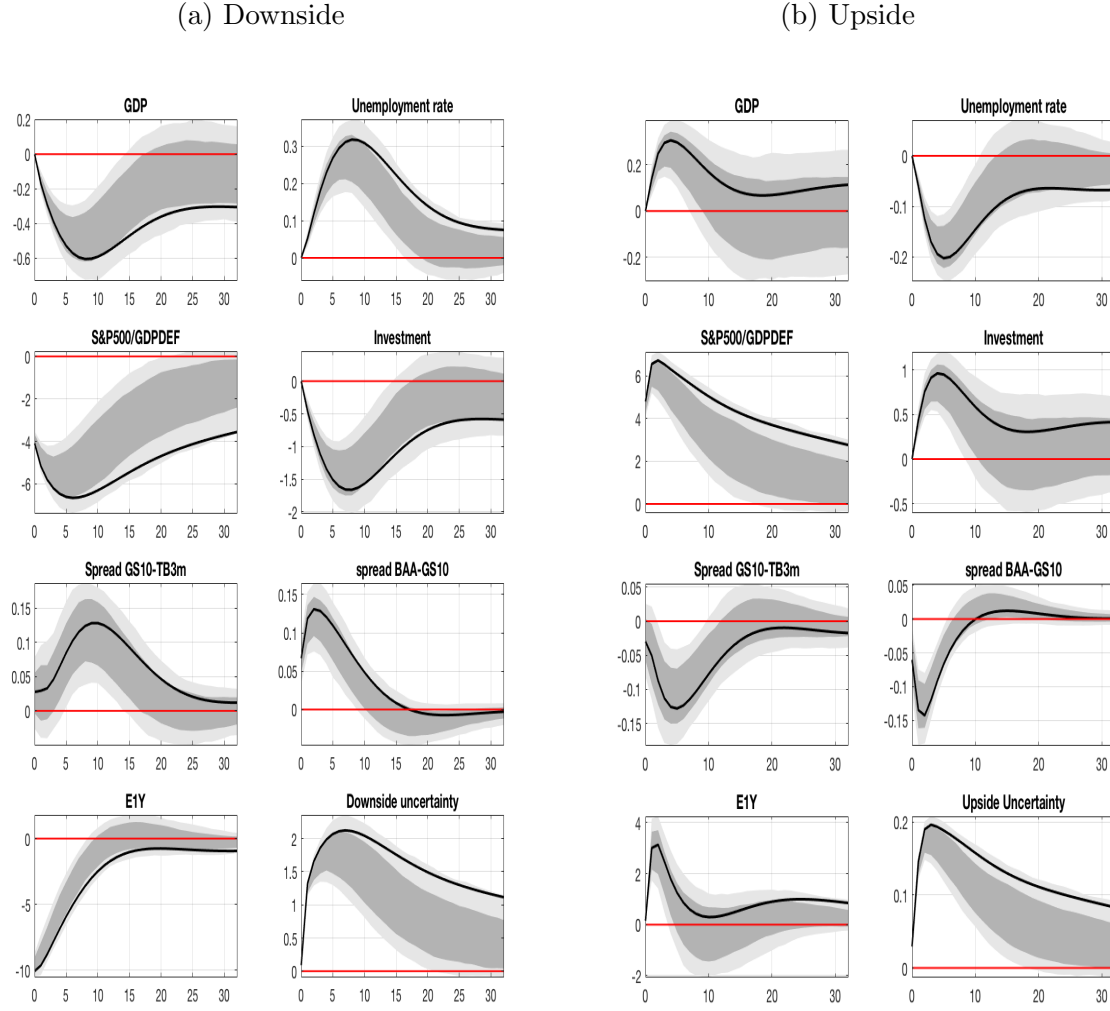 (a) Downside
(b) Upside
GDP
Unemployment rate
GDP
Unemployment rate
0.2
0
-0.2
-0.4
-0.6
0 5 10 15 20 25 30
0.3
0.2
0.1
0
0 5 10 15 20 25 30
0.2
0
-0.2
0 10 20 30
0
-0.1
-0.2
0 10 20 30
S&P500/GDPDEF
Investment
S&P500/GDPDEF
Investment
0
-2
-4
-6
0 5 10 15 20 25 30
0
-0.5
-1
-1.5
-2
0 5 10 15 20 25 30
6
4
2
0
0 10 20 30
1
0.5
0
-0.5
0 10 20 30
Spread GS10-TB3m
spread BAA-GS10
Spread GS10-TB3m
spread BAA-GS10
0.15
0.1
0.05
0
0 5 10 15 20 25 30
0.15
0.1
0.05
0
0 5 10 15 20 25 30
0.05
0
-0.05
-0.1
-0.15
0 10 20 30
0.05
0
-0.05
-0.1
-0.15
0 10 20 30
E1Y
Downside uncertainty
E1Y
Upside Uncertainty
0
-5
-10
0 5 10 15 20 25 30
2
1.5
1
0.5
0
0 5 10 15 20 25 30
4
2
0
-2
0 10 20 30
0.2
0.1
0
0 10 20 30